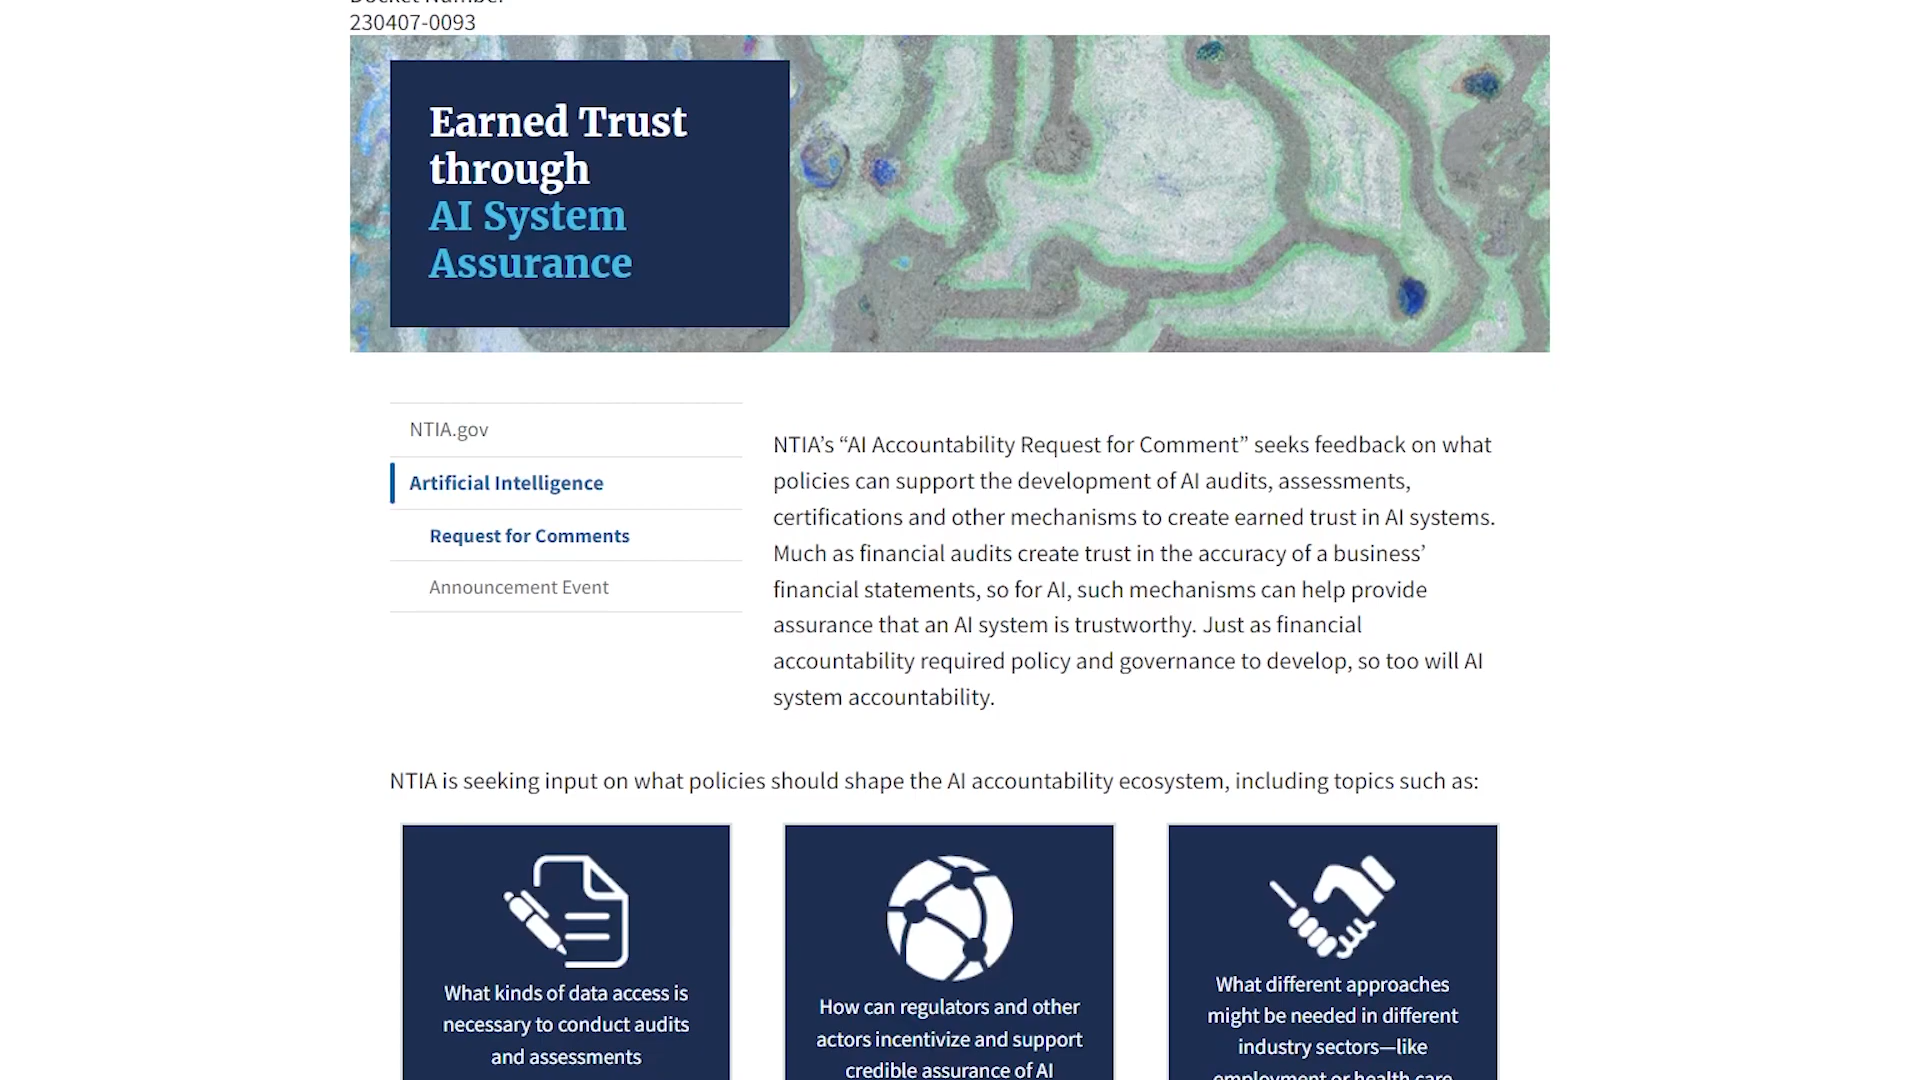 Docket Number
230407-0093
Earned Trust
through
AI System
Assurance
NTIA.gov
Artificial Intelligence
Request for Comments
Announcement Event
NTIA’s “AI Accountability Request for Comment” seeks feedback on what
policies can support the development of AI audits, assessments,
certifications and other mechanisms to create earned trust in AI systems.
Much as financial audits create trust in the accuracy of a business’
financial statements, so for AI, such mechanisms can help provide
assurance that an AI system is trustworthy. Just as financial
accountability required policy and governance to develop, so too will AI
system accountability.
NTIA is seeking input on what policies should shape the AI accountability ecosystem, including topics such as:
What kinds of data access is
necessary to conduct audits
and assessments
How can regulators and other
actors incentivize and support
credible assurance of AI
What different approaches
might be needed in different
industry sectors—like
employment or health care